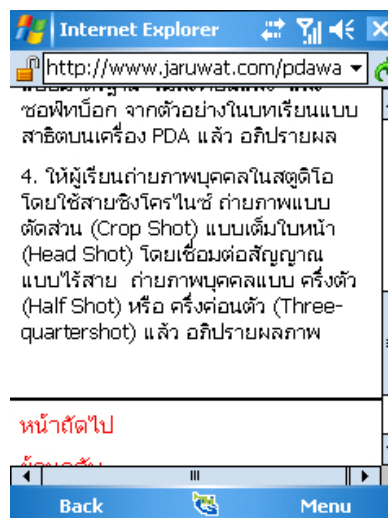 Internet Explorer
http://www.jaruwat.com/pdawa
ซอฟท์บ็อก จากตัวอย่างในบทเรียนแบบ
สาธิตบนเครื่อง PDA แล้ว อภิปรายผล
4. ให้ผู้เรียนถ่ายภาพบุคคลในสตูดิโอ
โดยใช้สายซิงโครไนซ์ ถ่ายภาพแบบ
ตัดส่วน (Crop Shot) แบบเต็มใบหน้า
(Head Shot) โดยเชื่อมต่อสัญญาณ
แบบไร้สาย ถ่ายภาพบุคคลแบบ ครึ่งตัว
(Half Shot) หรือ ครึ่งค่อนตัว (Three-
quartershot) แล้ว อภิปรายผลภาพ
หน้าถัดไป
Back Menu